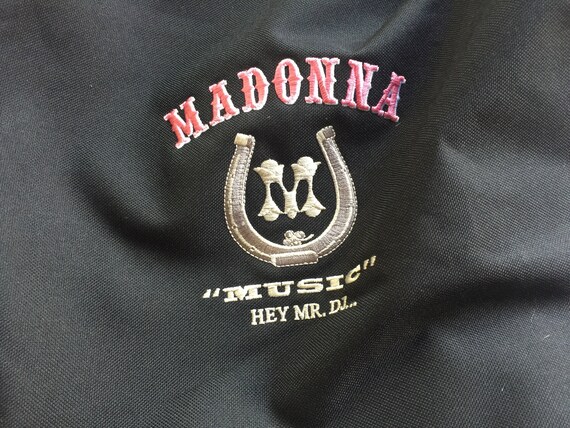 MADONNA
M
"MUSIC"
HEY MR. DJ...